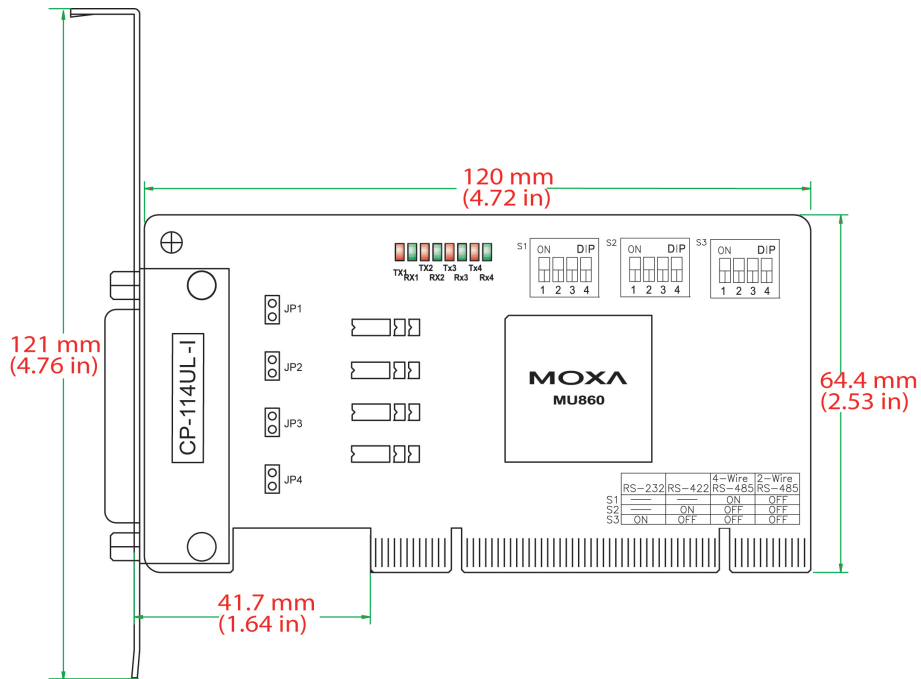 120 mm
(4.72 in)
S1 ON DIP
1 2 3 4
S2 ON DIP
1 2 3 4
S3 ON DIP
1 2 3 4
TX1 TX2 Tx3 Tx4
RX1 RX2 Rx3 Rx4
JP1
JP2
JP3
JP4
121 mm
(4.76 in)
CP-114UL-I
MOXA
MU860
64.4 mm
(2.53 in)
4-Wire 2-Wire
RS-232 RS-422 RS-485 RS-485
S1 — — ON OFF
S2 — ON OFF OFF
S3 ON OFF OFF OFF
41.7 mm
(1.64 in)